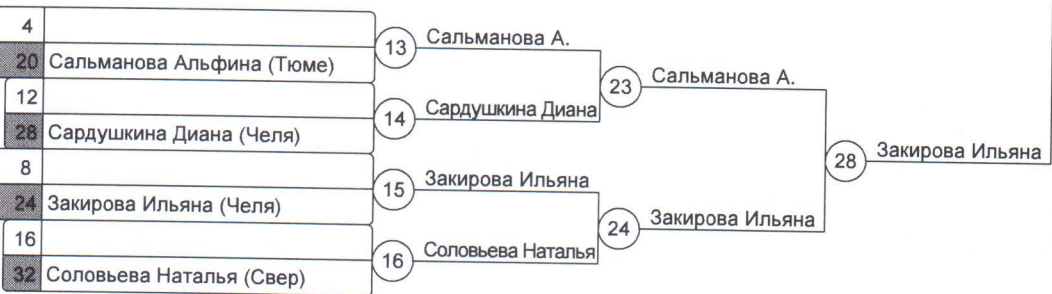 4
20 Сальманова Альфина (Тюме)
12
28 Сардушкина Диана (Челя)
8
24 Закирова Ильяна (Челя)
16
32 Соловьева Наталья (Свер)
13 Сальманова А.
14 Сардушкина Диана
15 Закирова Ильяна
16 Соловьева Наталья
23 Сальманова А.
24 Закирова Ильяна
28 Закирова Ильяна